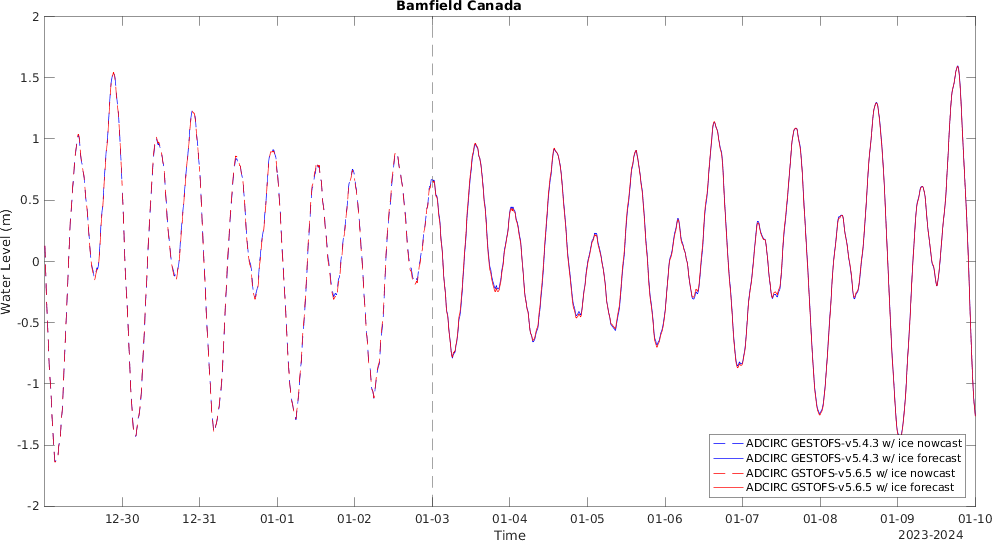 Bamfield Canada
Water Level (m)
2
1.5
1
0.5
0
-0.5
-1
-1.5
-2
ADCIRC GESTOFS-v5.4.3 w/ ice nowcast
ADCIRC GESTOFS-v5.4.3 w/ ice forecast
ADCIRC GSTOFS-v5.6.5 w/ ice nowcast
ADCIRC GSTOFS-v5.6.5 w/ ice forecast
12-30 12-31 01-01 01-02 01-03 01-04 01-05 01-06 01-07 01-08 01-09 01-10
Time
2023-2024